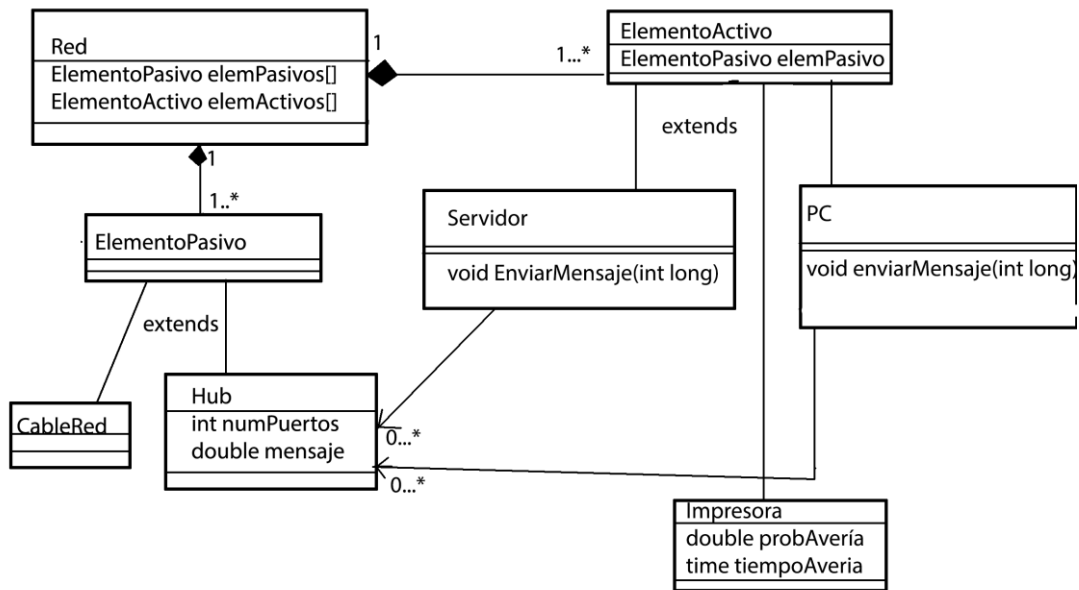 Red
ElementoPasivo elemPasivos[]
ElementoActivo elemActivos[]
1
1...*
ElementoActivo
ElementoPasivo elemPasivo
1
1..*
extends
ElementoPasivo
Servidor
void EnviarMensaje(int long)
PC
void enviarMensaje(int long)
extends
CableRed
Hub
int numPuertos
double mensaje
0...*
0...*
Impresora
double probAvería
time tiempoAveria